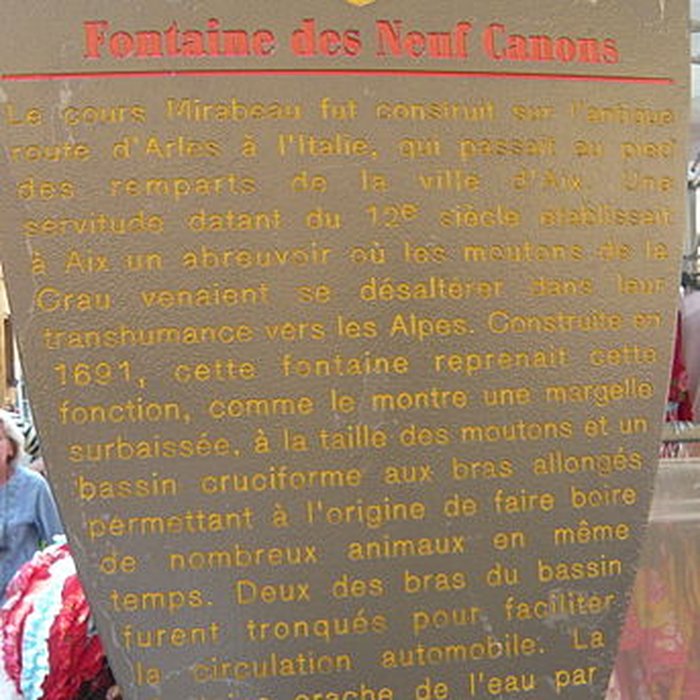 Fontaine des Neuf Canons
Le cours Mirabeau fut construit sur l'antique
route d'Arles à l'Italie, qui passait au pied
des remparts de la ville d'Aix. Une
servitude datant du 12e siècle établissait
à Aix un abreuvoir où les moutons de la
Crau venaient se désaltérer dans leur
transhumance vers les Alpes. Construite en
1691, cette fontaine reprenait cette
fonction, comme le montre une margelle
surbaissée, à la taille des moutons et un
bassin cruciforme aux bras allongés
permettant à l'origine de faire boire
de nombreux animaux en même
temps. Deux des bras du bassin
furent tronqués pour faciliter
la circulation automobile. La
crache de l'eau par